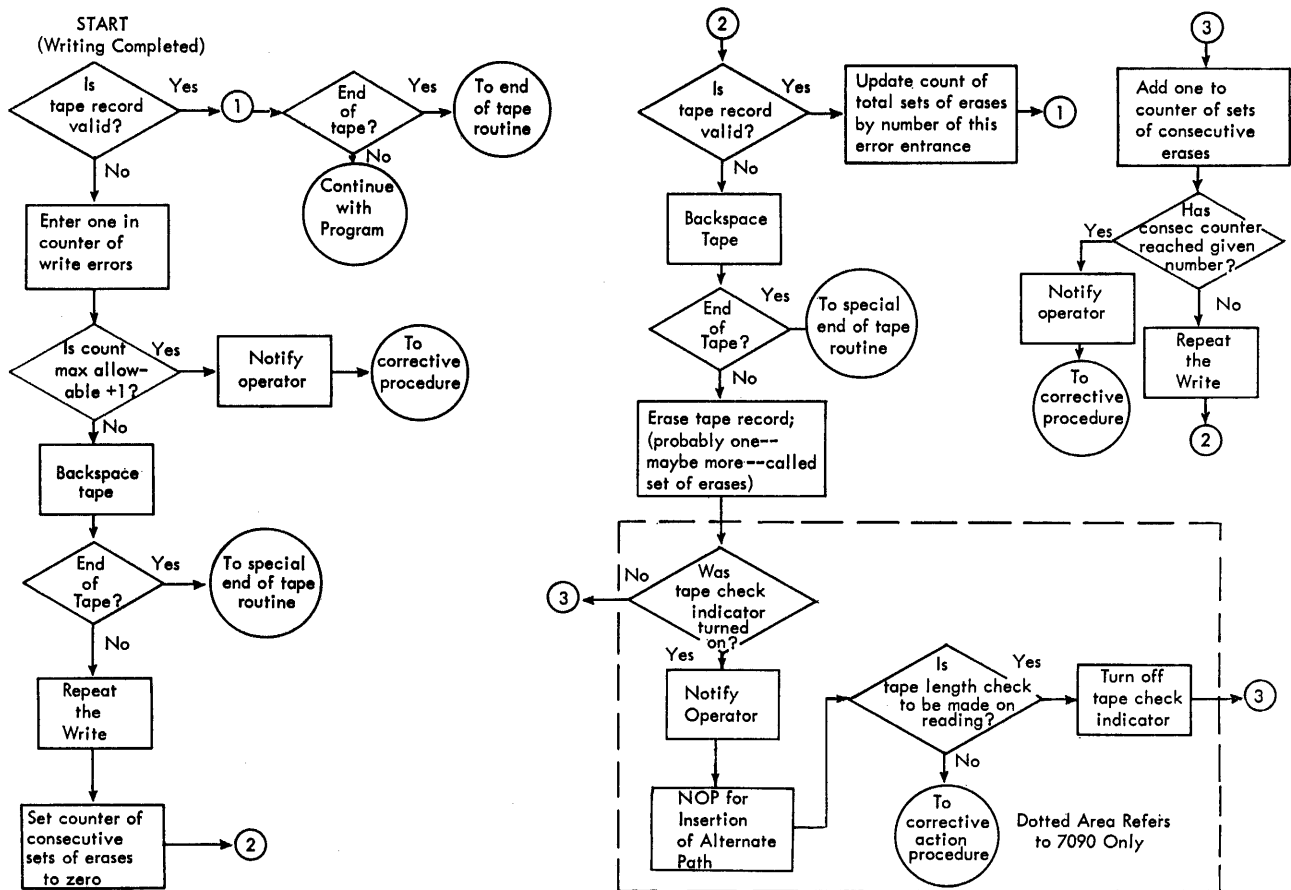 START
(Writing Completed)
Is
tape record
valid?
Yes
1
End
of
tape?
Yes
To end
of tape
routine
No
Continue
with
Program
No
Enter one in
counter of
write errors
Is count
max allow-
able +1?
Yes
Notify
operator
To
corrective
procedure
No
Backspace
tape
End
of
Tape?
Yes
To special
end of tape
routine
No
Repeat
the
Write
Set counter of
consecutive
sets of erases
to zero
2
2
Is
tape record
valid?
Yes
Update count of
total sets of erases
by number of this
error entrance
1
No
Backspace
Tape
End
of
Tape?
Yes
To special
end of tape
routine
No
Erase tape record;
(probably one--
maybe more--called
set of erases)
Was
tape check
indicator
turned
on?
No
3
Yes
Notify
Operator
NOP for
Insertion
of Alternate
Path
Is
tape length check
to be made on
reading?
Yes
Turn off
tape check
indicator
3
No
To
corrective
action
procedure
Dotted Area Refers
to 7090 Only
3
Add one to
counter of sets
of consecutive
erases
Has
consec counter
reached given
number?
Yes
Notify
operator
To
corrective
procedure
No
Repeat
the
Write
2